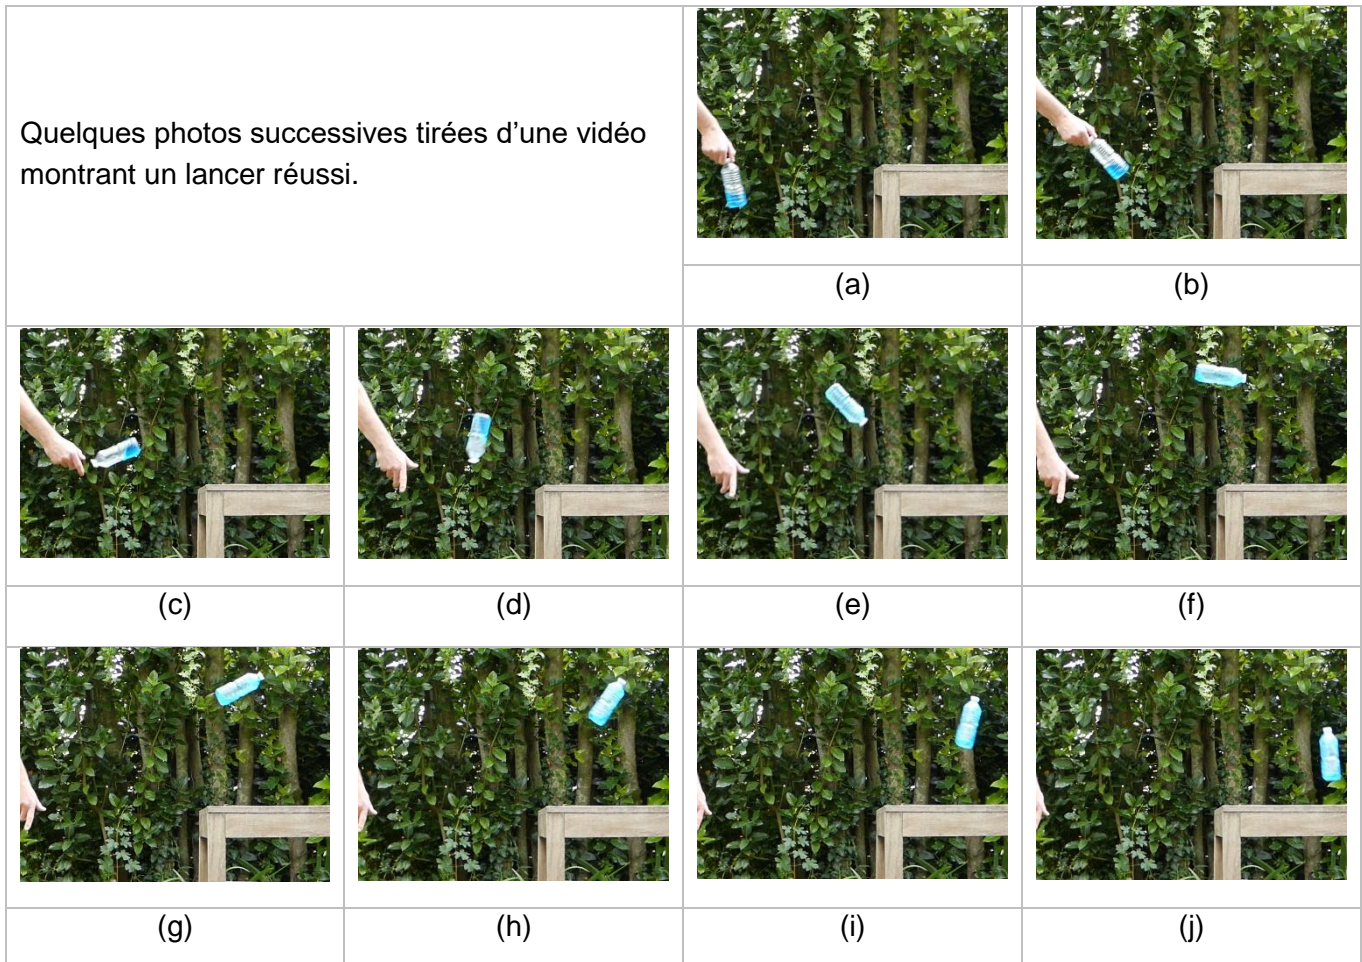 Quelques photos successives tirées d’une vidéo
montrant un lancer réussi.
(a)
(b)
(c)
(d)
(e)
(f)
(g)
(h)
(i)
(j)